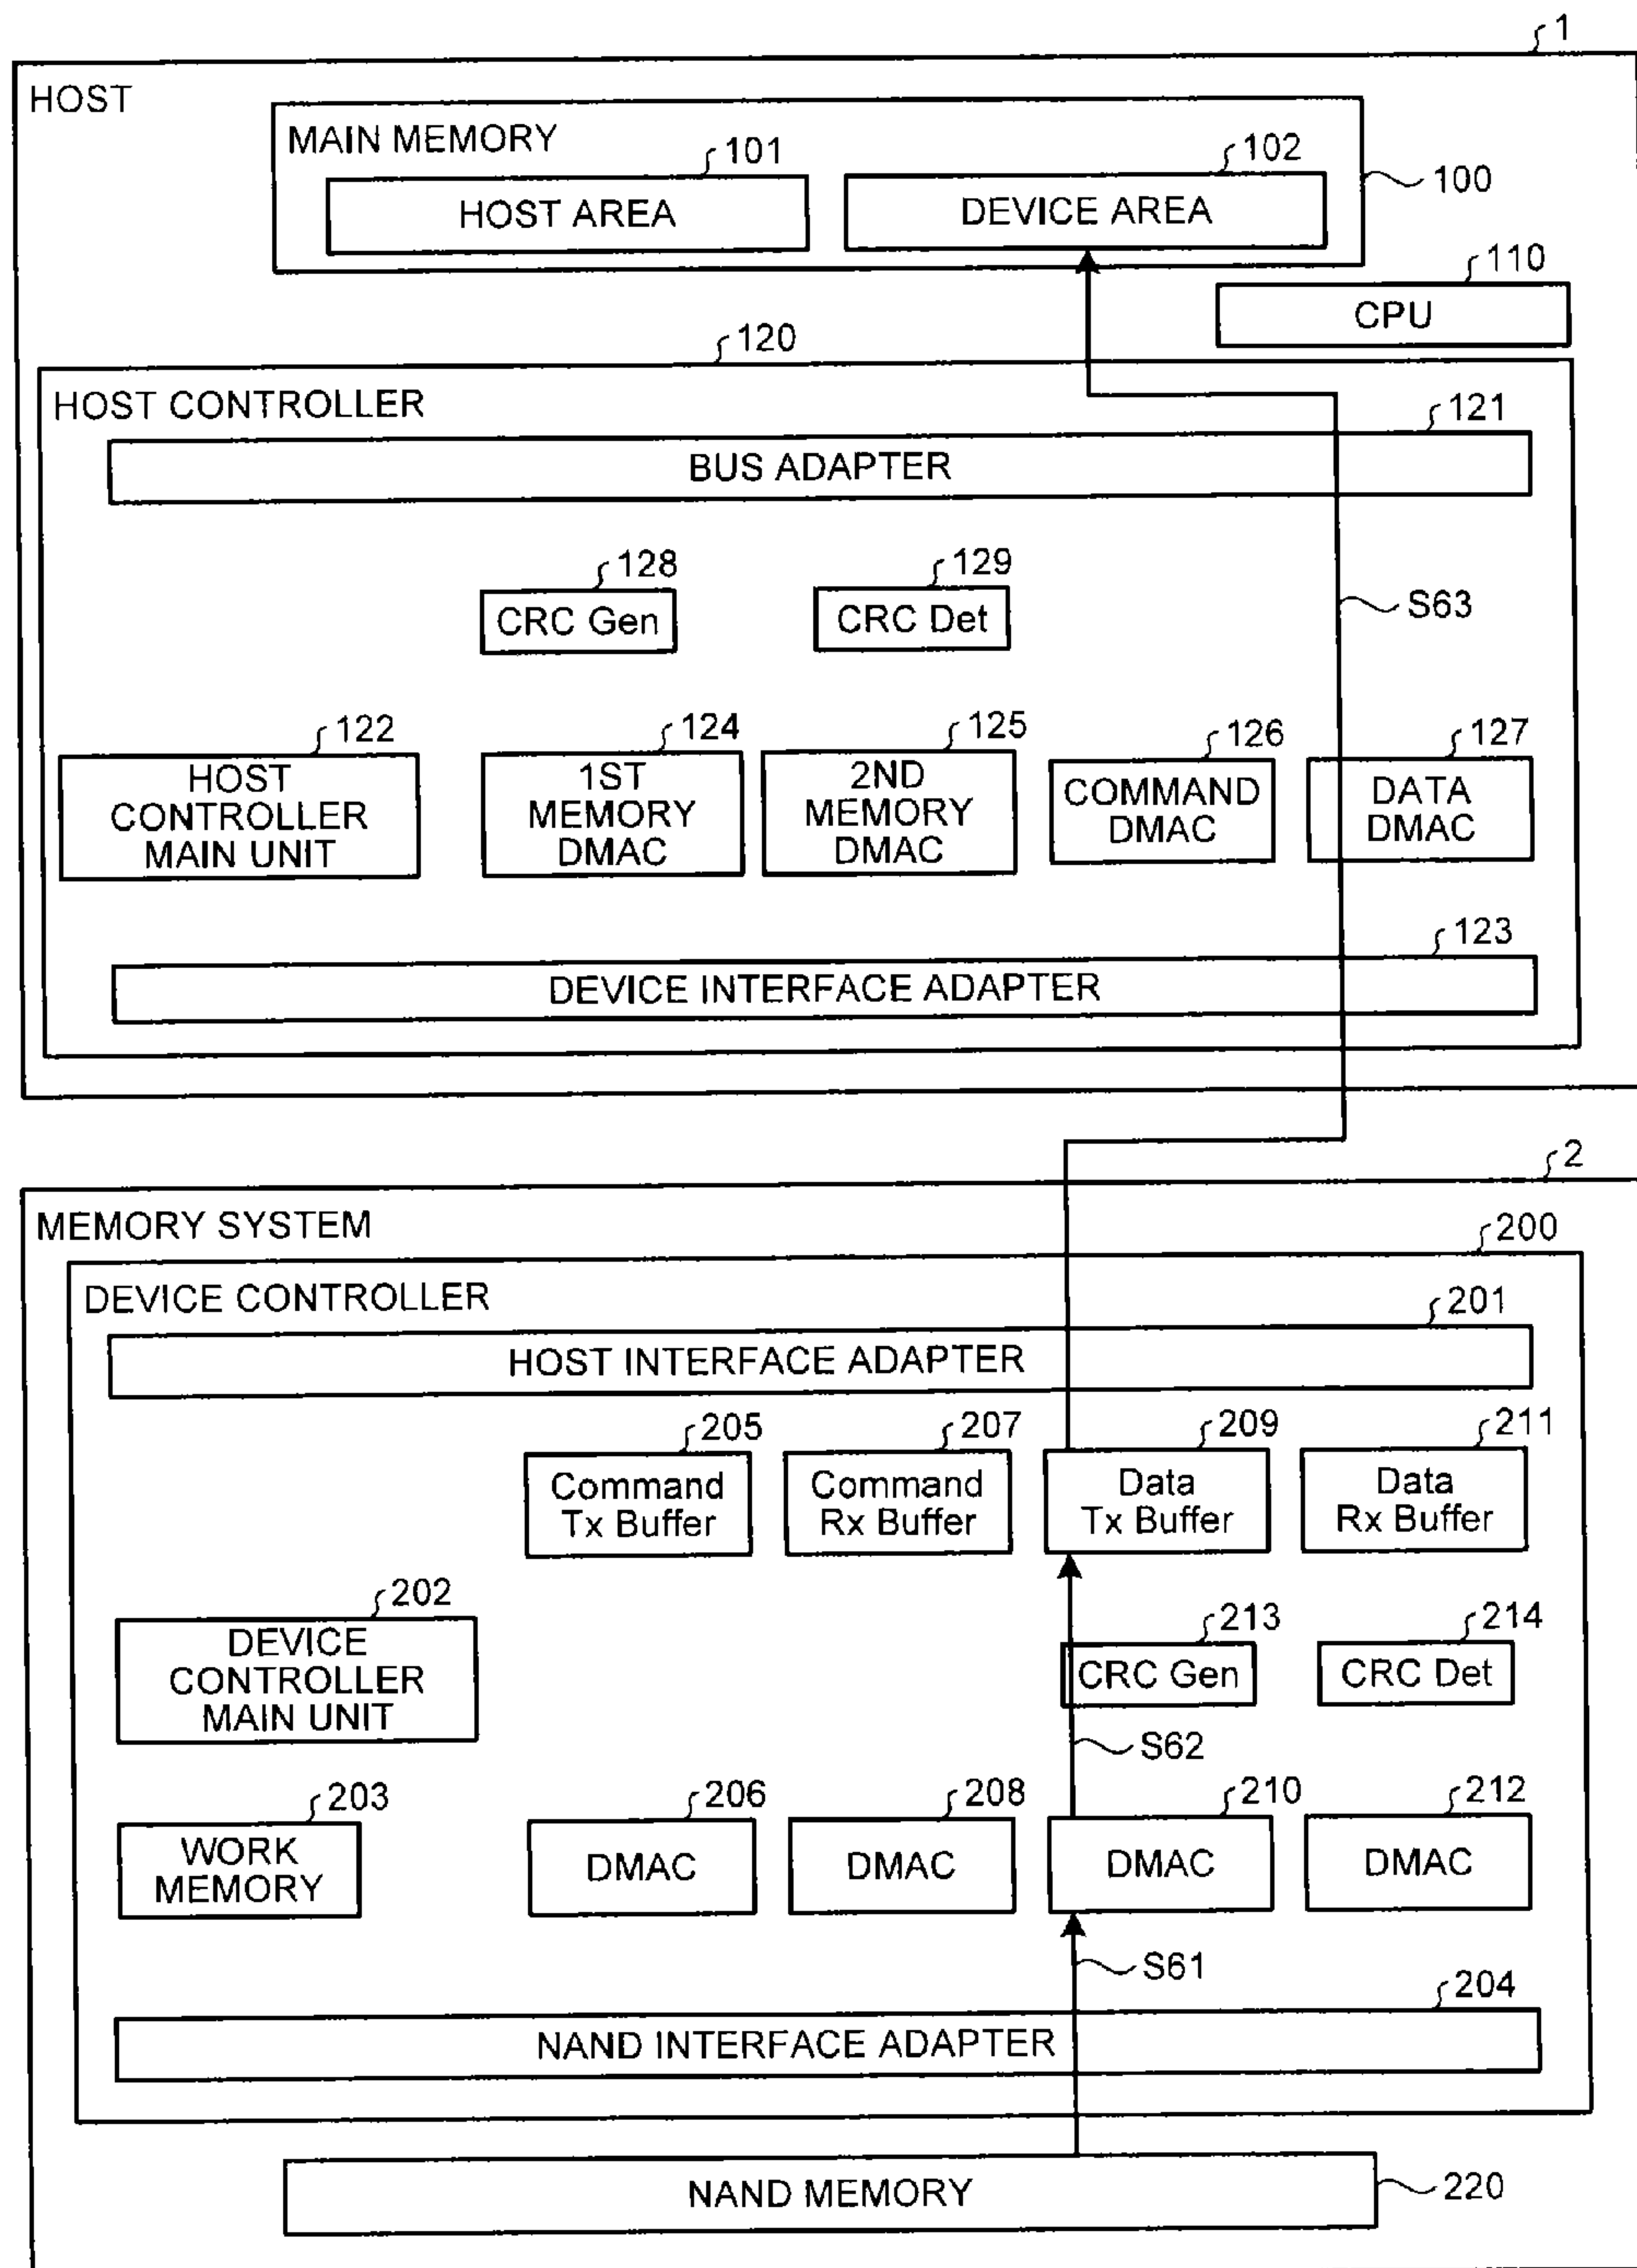 1
HOST
MAIN MEMORY
101
102
100
HOST AREA
DEVICE AREA
110
CPU
120
HOST CONTROLLER
121
BUS ADAPTER
128
129
CRC Gen
CRC Det
S63
122
124
125
126
127
HOST
CONTROLLER
MAIN UNIT
1ST
MEMORY
DMAC
2ND
MEMORY
DMAC
COMMAND
DMAC
DATA
DMAC
123
DEVICE INTERFACE ADAPTER
2
MEMORY SYSTEM
200
DEVICE CONTROLLER
201
HOST INTERFACE ADAPTER
205
207
209
211
Command
Tx Buffer
Command
Rx Buffer
Data
Tx Buffer
Data
Rx Buffer
202
213
214
DEVICE
CONTROLLER
MAIN UNIT
CRC Gen
CRC Det
S62
203
206
208
210
212
WORK
MEMORY
DMAC
DMAC
DMAC
DMAC
S61
204
NAND INTERFACE ADAPTER
NAND MEMORY
220